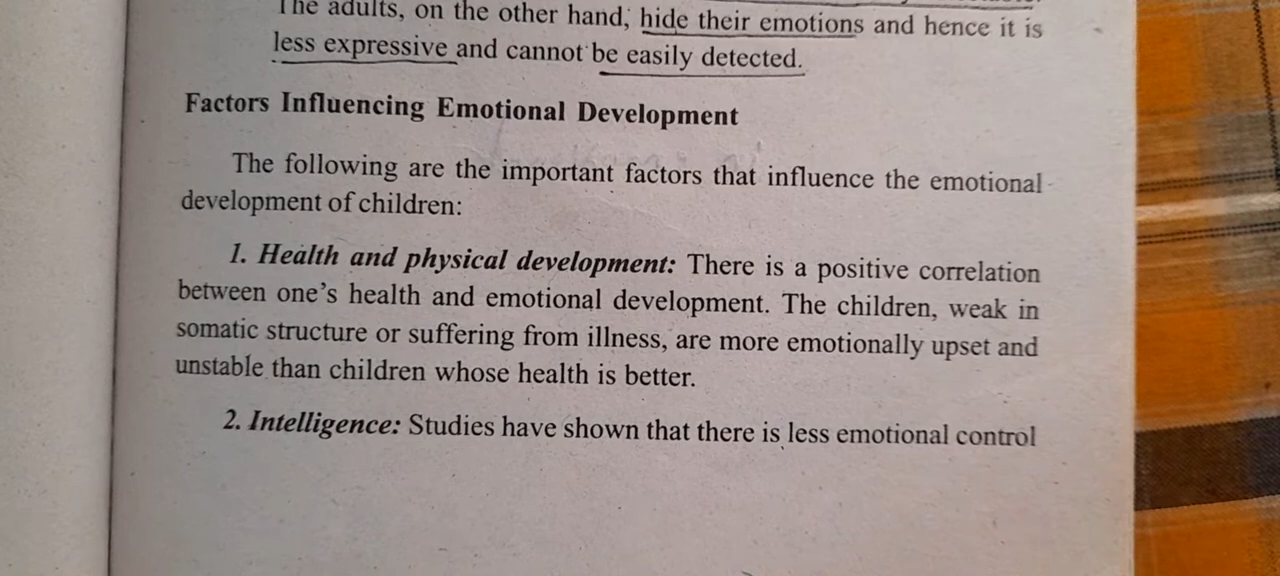 The adults, on the other hand, hide their emotions and hence it is
less expressive and cannot be easily detected.
Factors Influencing Emotional Development
The following are the important factors that influence the emotional
development of children:
1. Health and physical development: There is a positive correlation
between one's health and emotional development. The children, weak in
somatic structure or suffering from illness, are more emotionally upset and
unstable than children whose health is better.
2. Intelligence: Studies have shown that there is less emotional control